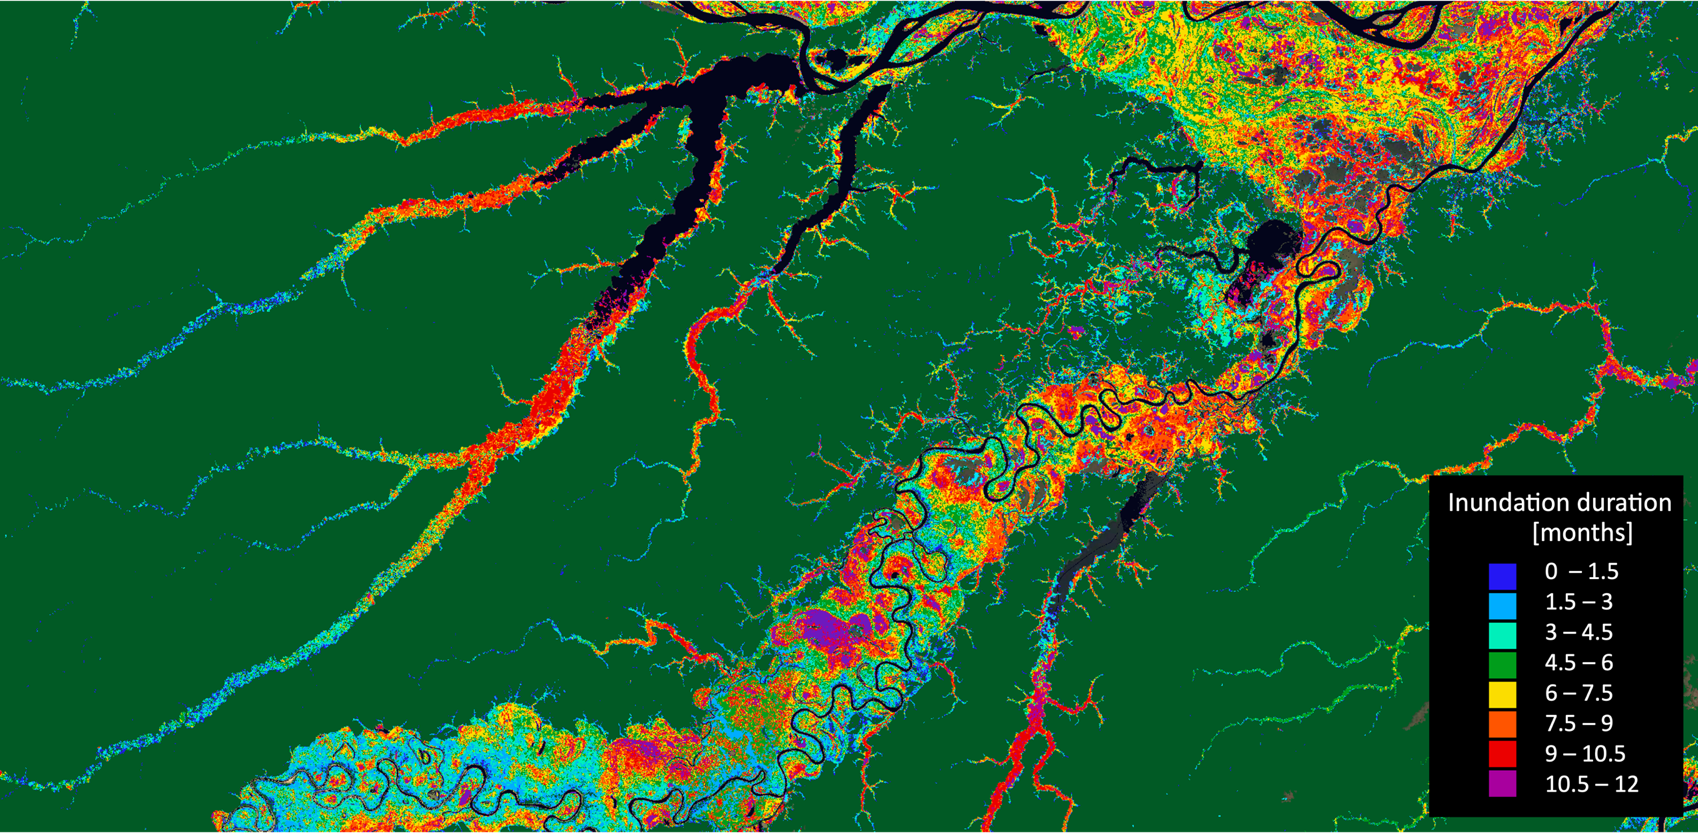 Inundation duration
[months]
0 – 1.5
1.5 – 3
3 – 4.5
4.5 – 6
6 – 7.5
7.5 – 9
9 – 10.5
10.5 – 12